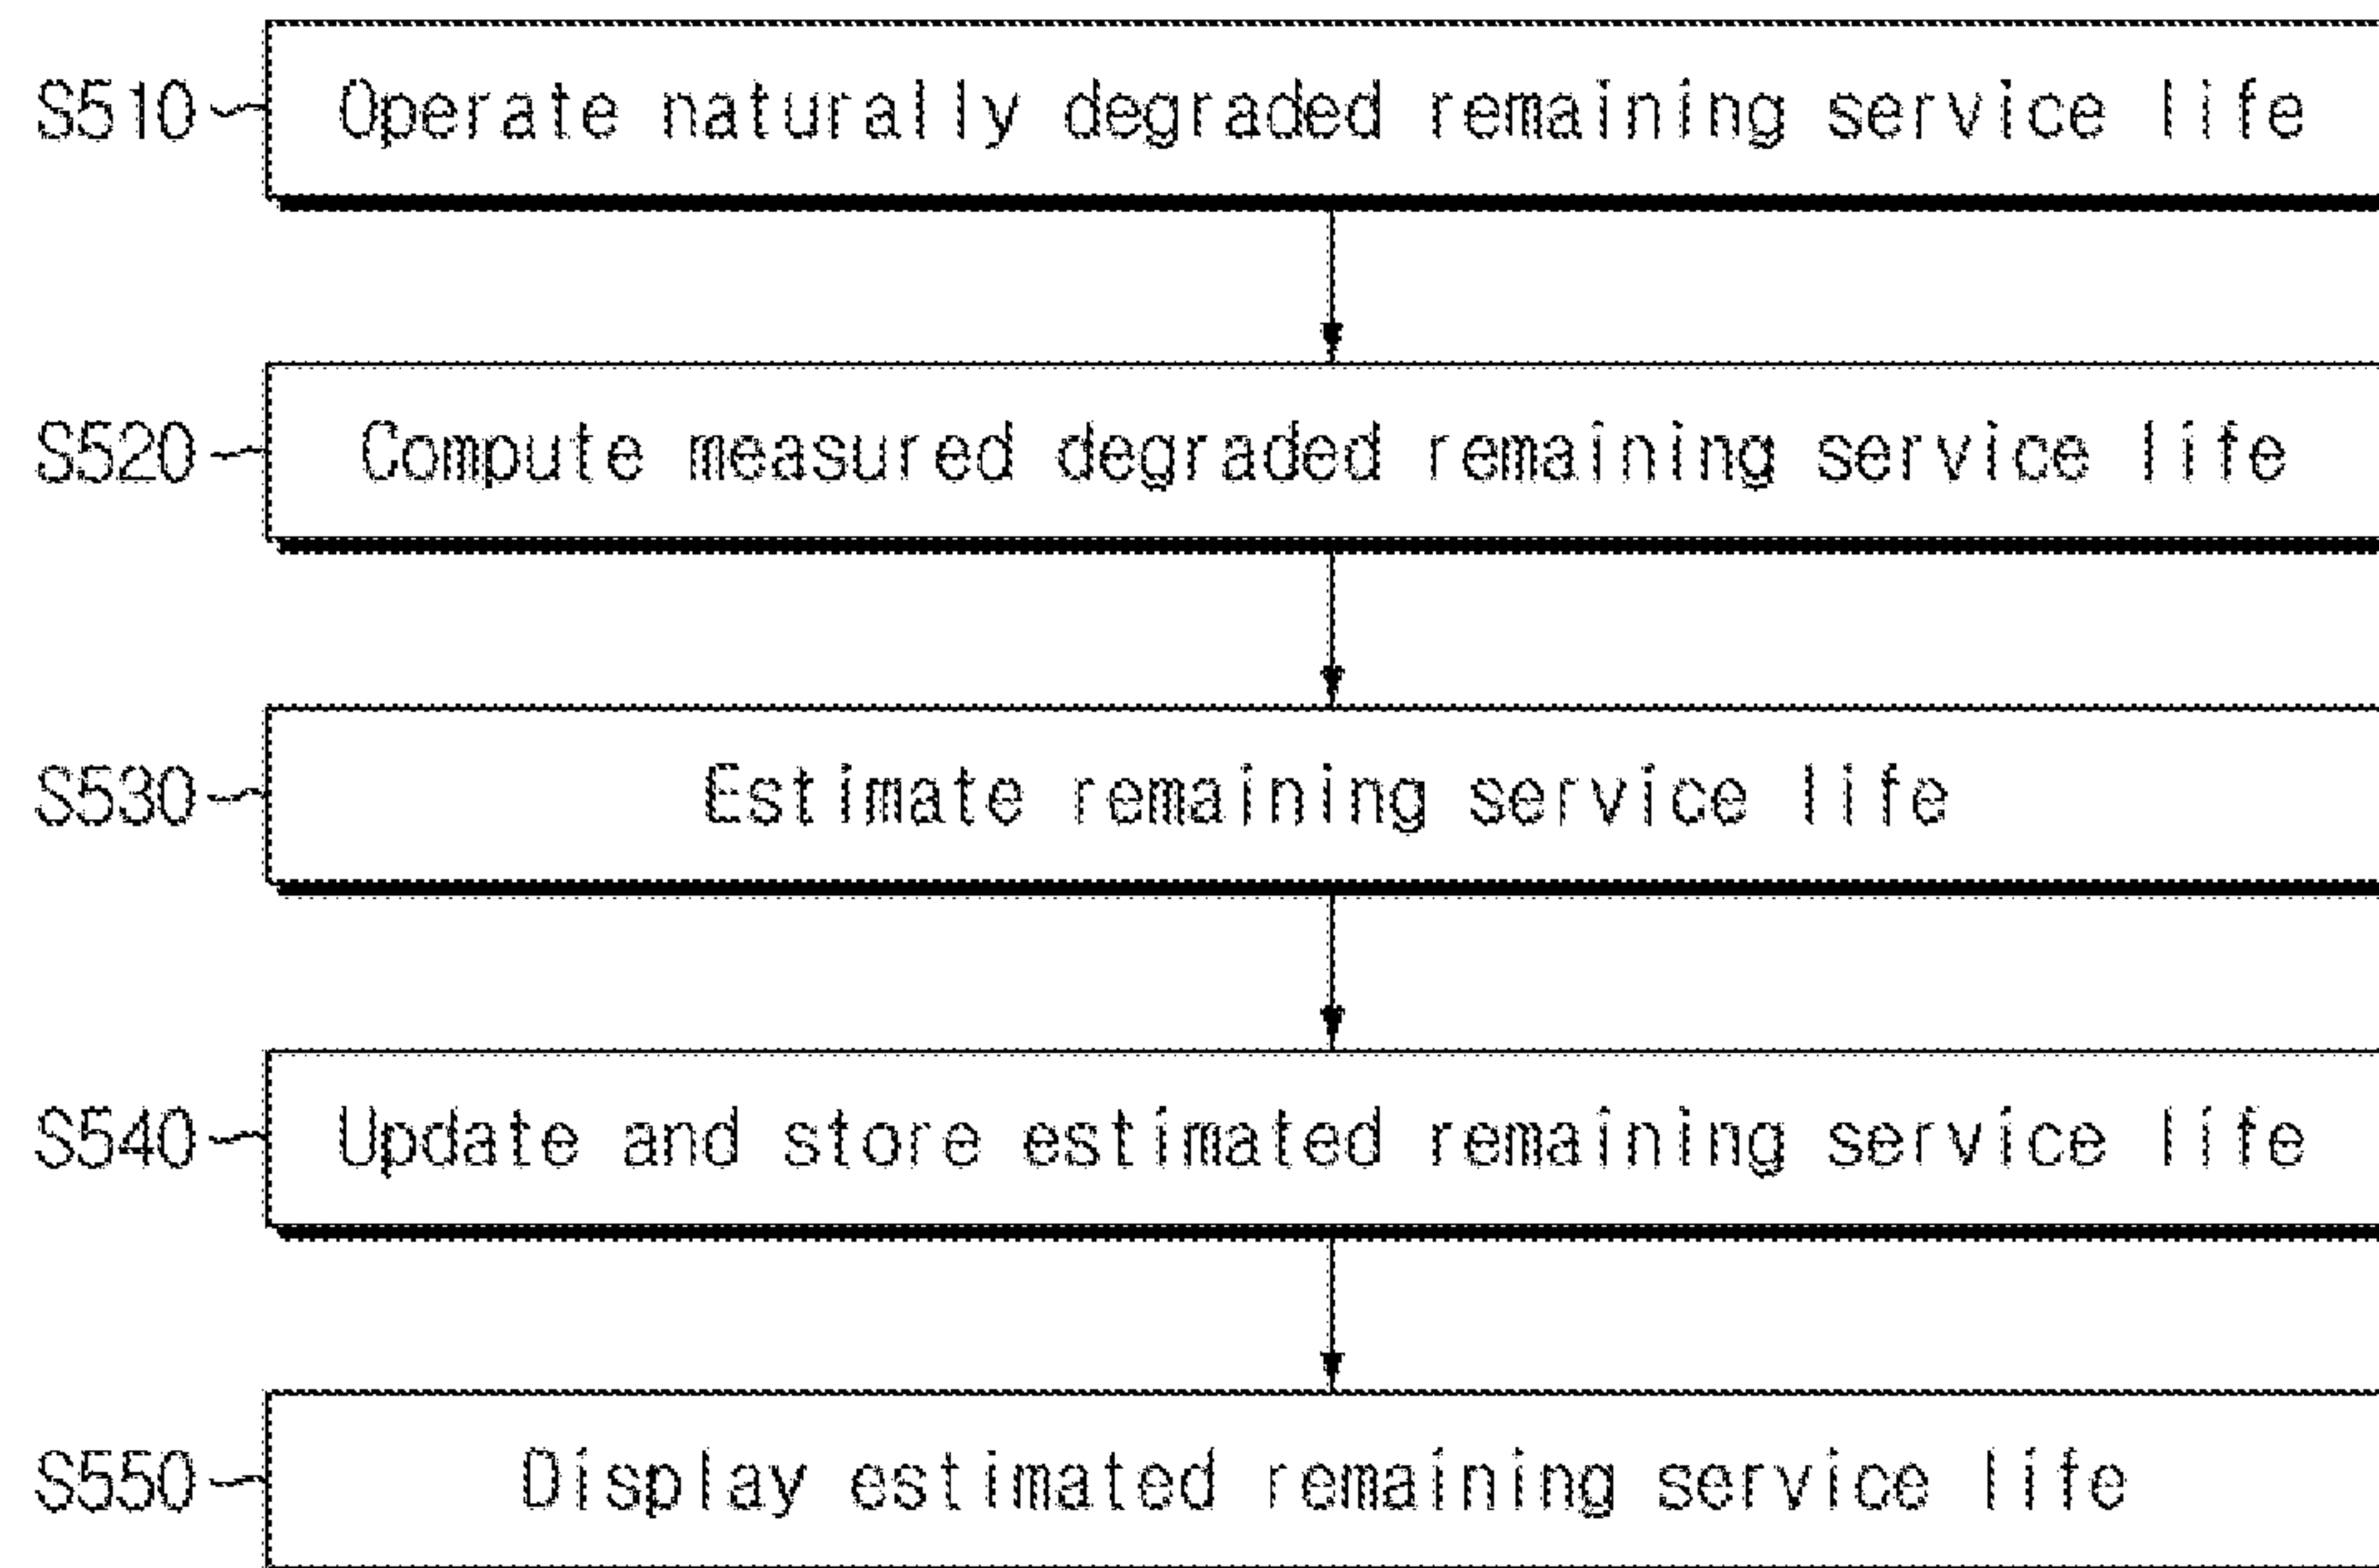 S510 Operate naturally degraded remaining service life
S520 Compute measured degraded remaining service life
S530 Estimate remaining service life
S540 Update and store estimated remaining service life
S550 Display estimated remaining service life